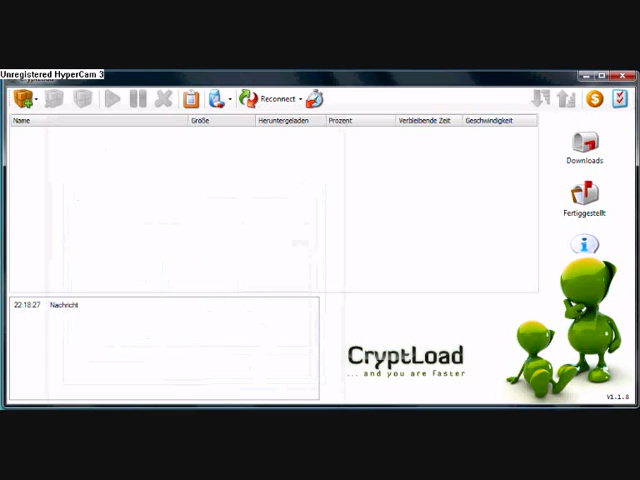 Unregistered HyperCam 3
Reconnect
Name Größe Heruntergeladen Prozent Verbleibende Zeit Geschwindigkeit
Downloads
Fertiggestellt
22:18:27 Nachricht
CryptLoad
... and you are Faster
V1.1.8